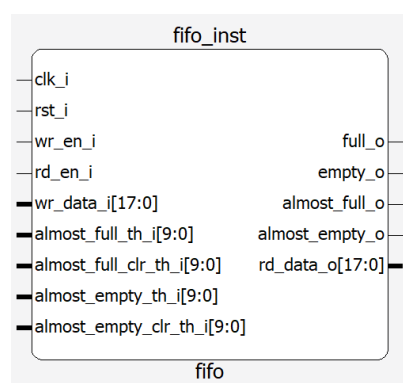 fifo_inst
clk_i
rst_i
wr_en_i
full_o
rd_en_i
empty_o
wr_data_i[17:0]
almost_full_o
almost_full_th_i[9:0]
almost_empty_o
almost_full_clr_th_i[9:0]
rd_data_o[17:0]
almost_empty_th_i[9:0]
almost_empty_clr_th_i[9:0]
fifo